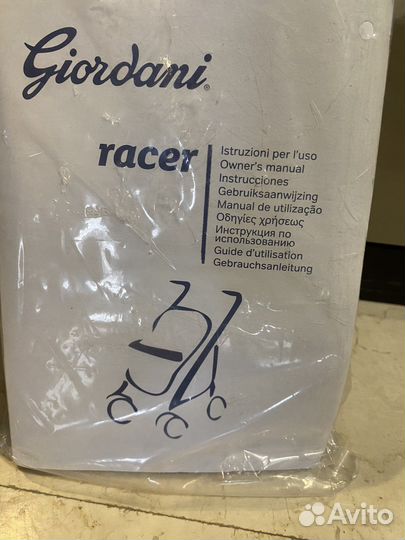 Giordani®
racer
Istruzioni per l'uso
Owner's manual
Instrucciones
Gebruiksaanwijzing
Manual de utilização
Οδηγίες χρήσεως
Инструкция по
использованию
Guide d'utilisation
Gebrauchsanleitung
Avito